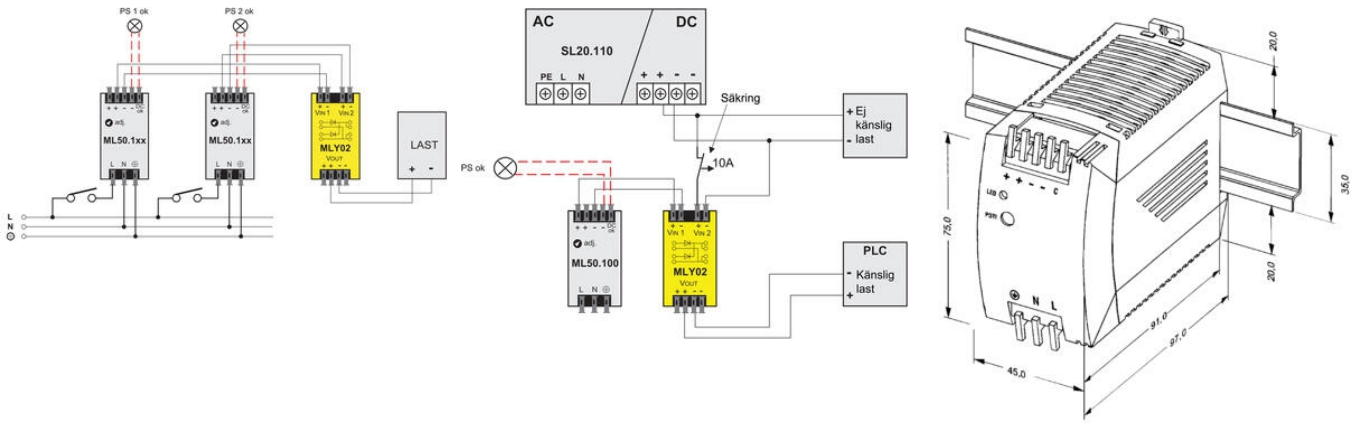 PS 1 ok
PS 2 ok
+ + - - DC ok
adj.
ML50.1xx
L N
+ + - - DC ok
adj.
ML50.1xx
L N
+ - + -
VIN 1 VIN 2
MLY02
VOUT
+ + - -
LAST
+ -
L
N
AC DC
SL20.110
PE L N + + - -
Säkring
10A
+ Ej
känslig
- last
PS ok
+ + - - DC ok
adj.
ML50.100
L N
+ - + -
VIN 1 VIN 2
MLY02
VOUT
+ + - -
PLC
- Känslig
+ last
20,0
35,0
20,0
75,0
+ + - - C
LED
N L
91,0
97,0
45,0